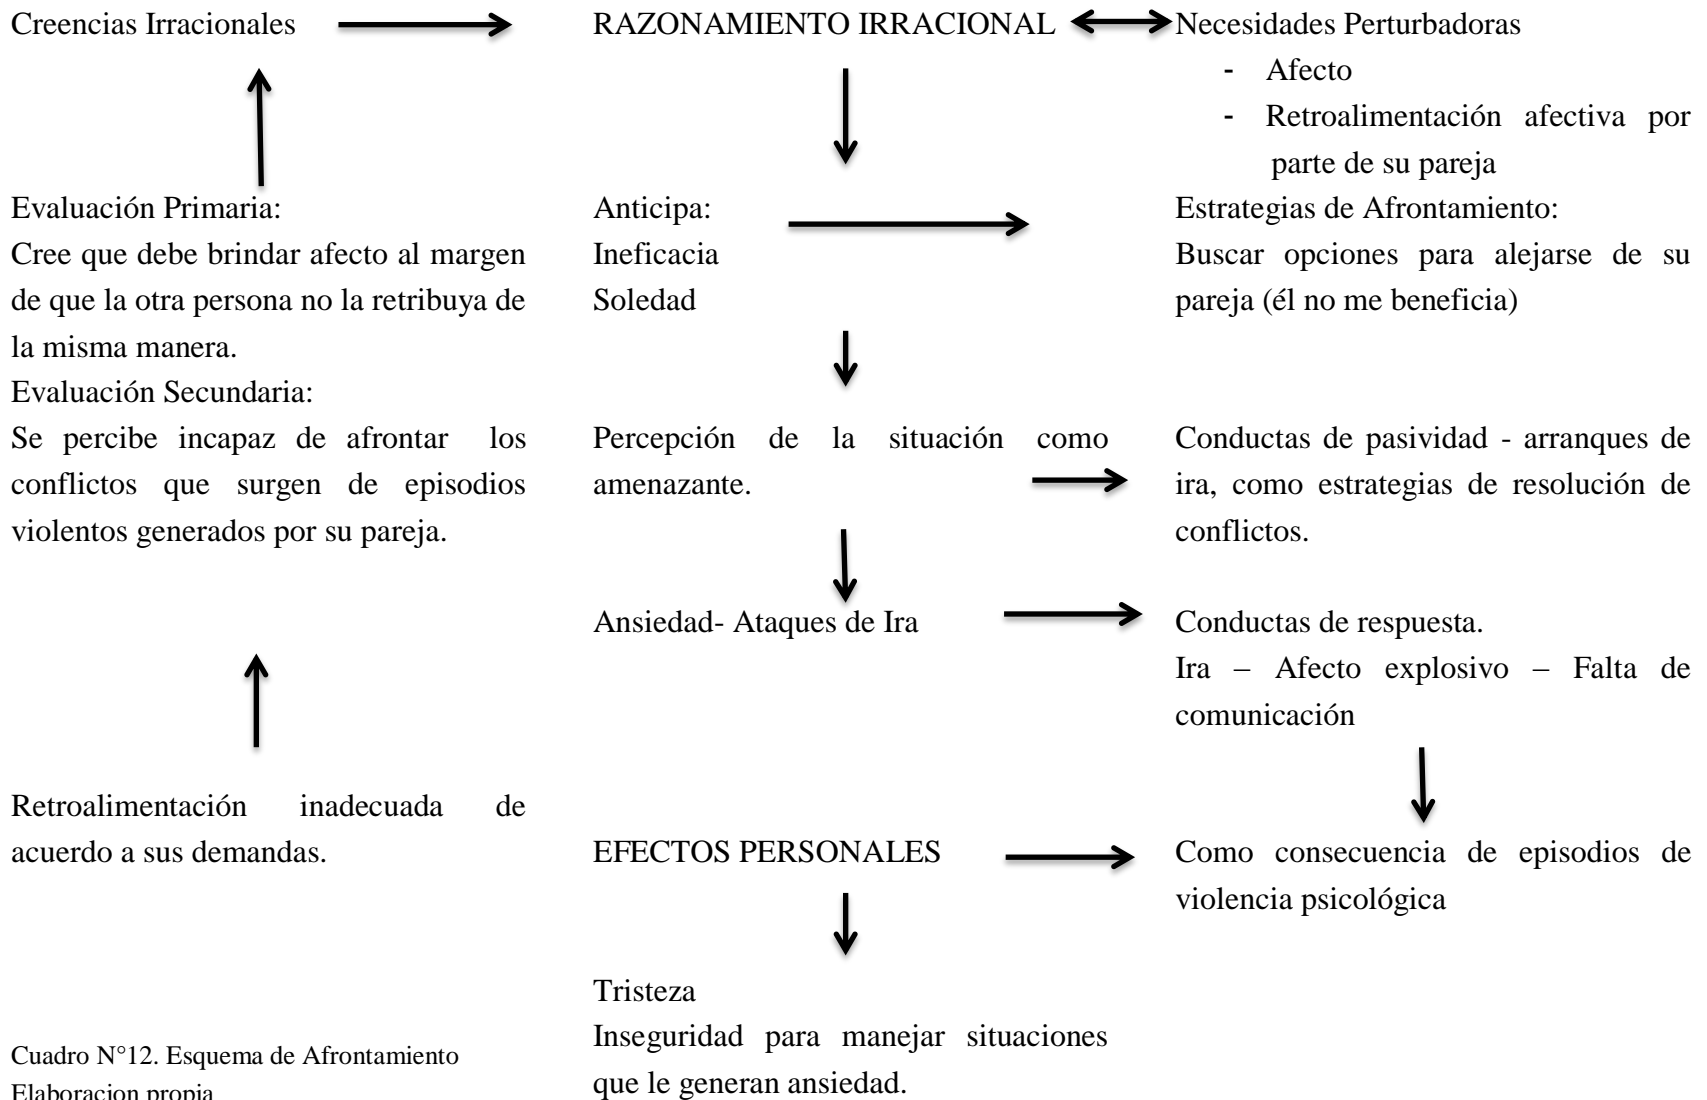 Creencias Irracionales
RAZONAMIENTO IRRACIONAL
Necesidades Perturbadoras
- Afecto
- Retroalimentación afectiva por
parte de su pareja
Evaluación Primaria:
Cree que debe brindar afecto al margen
de que la otra persona no la retribuya de
la misma manera.
Evaluación Secundaria:
Se percibe incapaz de afrontar los
conflictos que surgen de episodios
violentos generados por su pareja.
Anticipa:
Ineficacia
Soledad
Estrategias de Afrontamiento:
Buscar opciones para alejarse de su
pareja (él no me beneficia)
Percepción de la situación como
amenazante.
Conductas de pasividad - arranques de
ira, como estrategias de resolución de
conflictos.
Ansiedad- Ataques de Ira
Conductas de respuesta.
Ira – Afecto explosivo – Falta de
comunicación
Retroalimentación inadecuada de
acuerdo a sus demandas.
EFECTOS PERSONALES
Como consecuencia de episodios de
violencia psicológica
Tristeza
Inseguridad para manejar situaciones
que le generan ansiedad.
Cuadro N°12. Esquema de Afrontamiento
Elaboracion propia